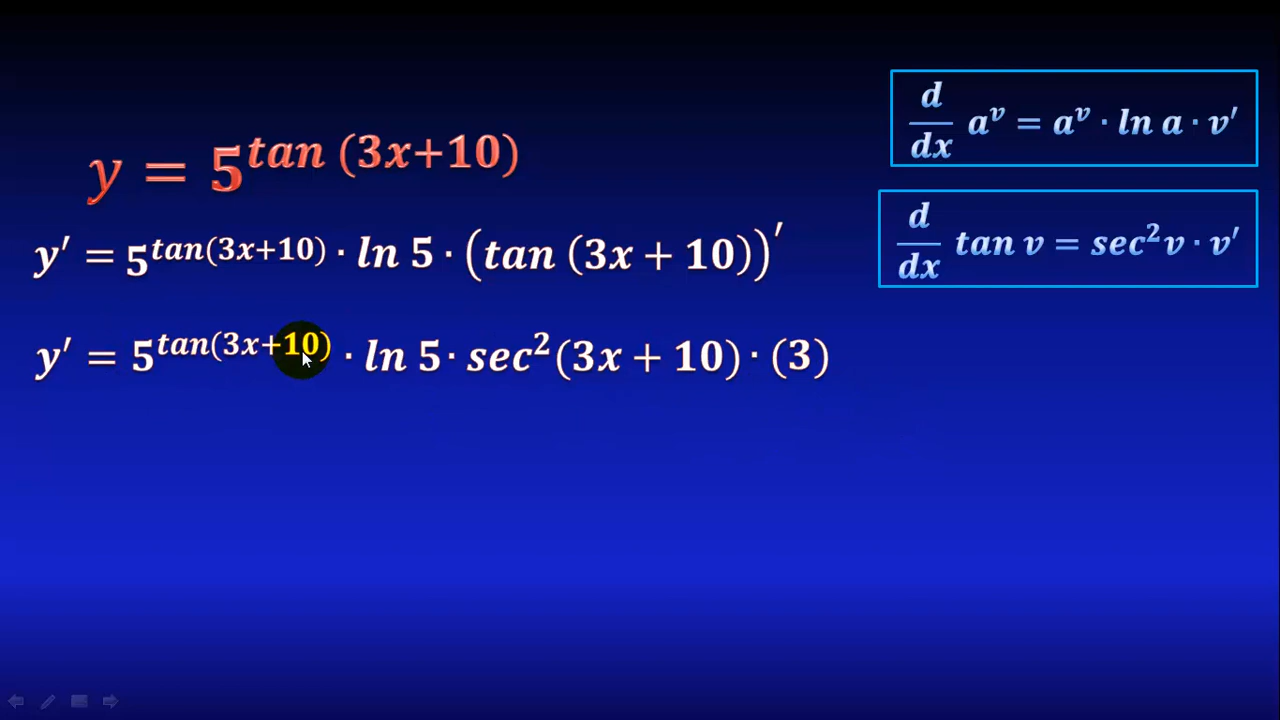 y = 5^{tan (3x+10)}
d/dx a^v = a^v · ln a · v′
y′ = 5^{tan(3x+10)} · ln 5 · (tan (3x + 10))′
d/dx tan v = sec² v · v′
y′ = 5^{tan(3x+10)} · ln 5 · sec² (3x + 10) · (3)